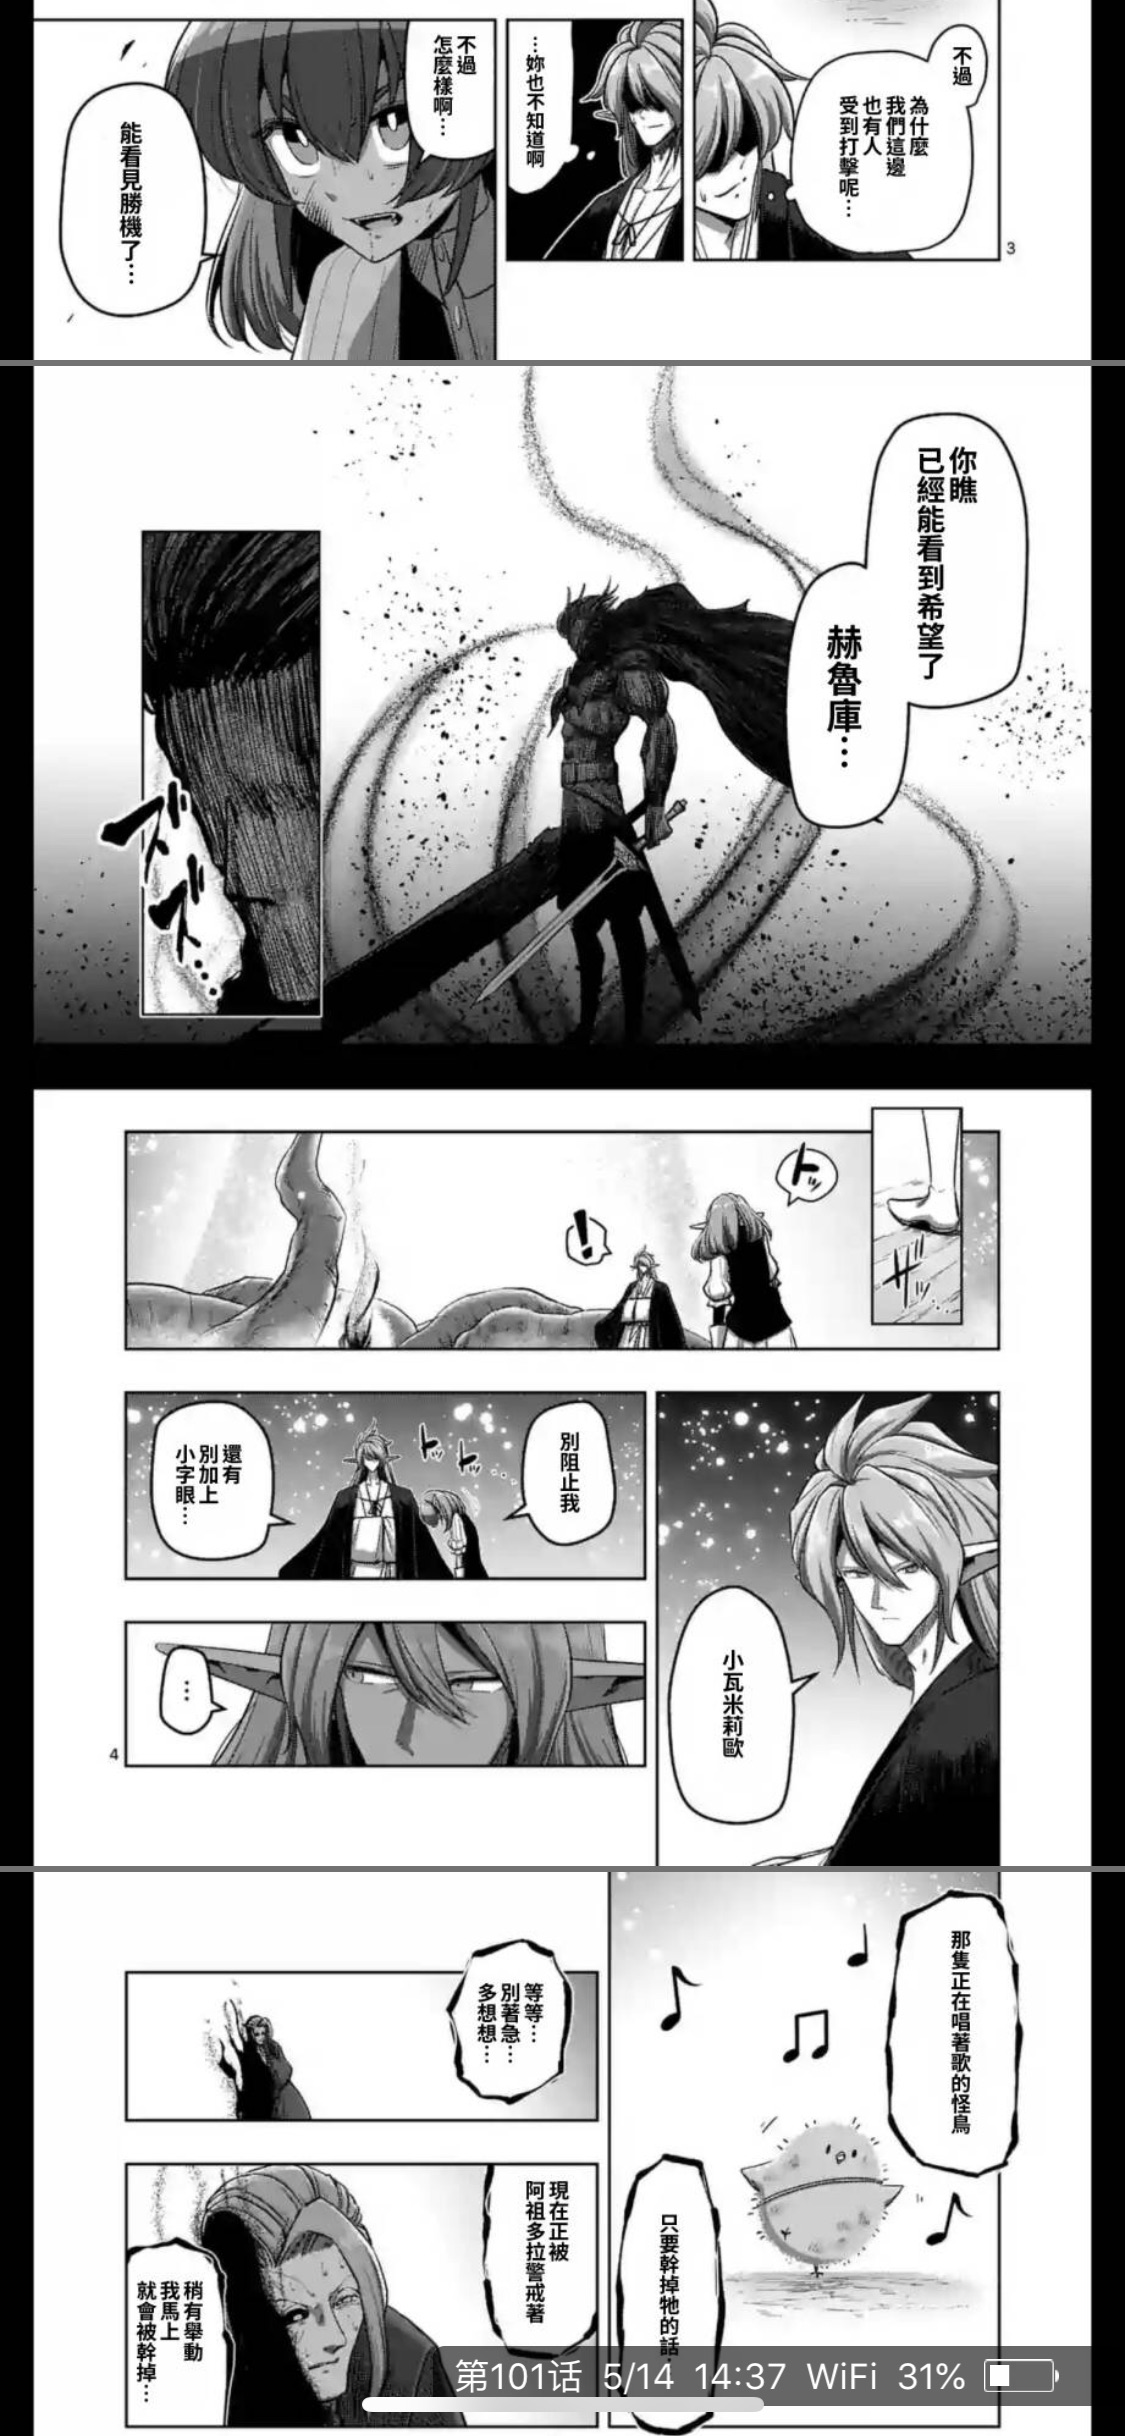 不過
為什麼
我們這邊
也有人
受到打擊呢…
…妳也不知道啊
不過
怎麼樣啊…
能看見勝機了…
3
你瞧
已經能看到希望了
赫魯庫…
ズズ…
ザッ…
トッ
!
小瓦米莉歐
別阻止我
トトッ…
還有
別加上
小字眼…
…
4
那隻正在唱著歌的怪鳥
只要幹掉牠的話…
等等…
別著急…
多想想…
現在正被
阿祖多拉警戒著
稍有舉動
我馬上
就會被幹掉…
第101话 5/14 14:37 WiFi 31%